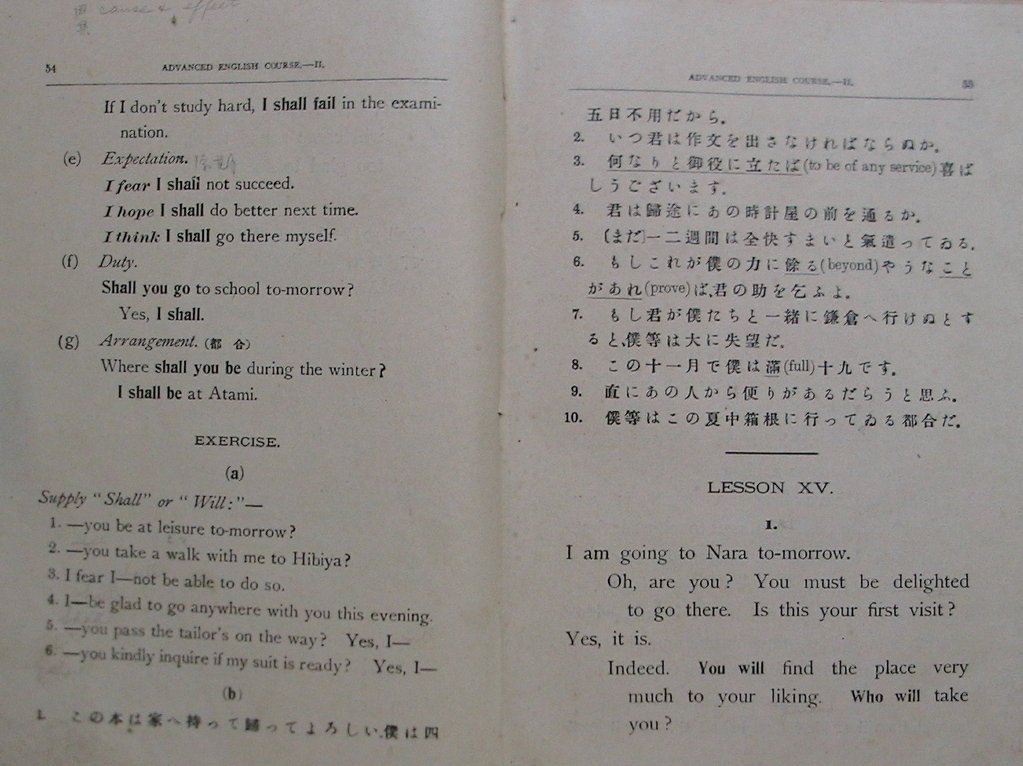 cause & effect
54 ADVANCED ENGLISH COURSE.—II.
If I don't study hard, I shall fail in the exami-
nation.
(e) Expectation.
I fear I shall not succeed.
I hope I shall do better next time.
I think I shall go there myself.
(f) Duty.
Shall you go to school to-morrow?
Yes, I shall.
(g) Arrangement. (都合)
Where shall you be during the winter?
I shall be at Atami.
EXERCISE.
(a)
Supply "Shall" or "Will:"—
1. —you be at leisure to-morrow?
2. —you take a walk with me to Hibiya?
3. I fear I—not be able to do so.
4. I—be glad to go anywhere with you this evening.
5. —you pass the tailor's on the way? Yes, I—
6. —you kindly inquire if my suit is ready? Yes, I—
(b)
1. この本は家へ持って歸ってよろしい、僕は四
ADVANCED ENGLISH COURSE.—II. 55
五日不用だから。
2. いつ君は作文を出さなければならぬか。
3. 何なりと御役に立たば(to be of any service)喜ば
しうございます。
4. 君は歸途にあの時計屋の前を通るか。
5. 〔まだ〕一二週間は全快すまいと氣遣ってゐる。
6. もしこれが僕の力に餘る(beyond)やうなこと
があれ(prove)ば、君の助を乞ふよ。
7. もし君が僕たちと一緒に鎌倉へ行けぬとす
ると、僕等は大に失望だ。
8. この十一月で僕は滿(full)十九です。
9. 直にあの人から便りがあるだらうと思ふ。
10. 僕等はこの夏中箱根に行ってゐる都合だ。
LESSON XV.
1.
I am going to Nara to-morrow.
Oh, are you? You must be delighted
to go there. Is this your first visit?
Yes, it is.
Indeed. You will find the place very
much to your liking. Who will take
you?